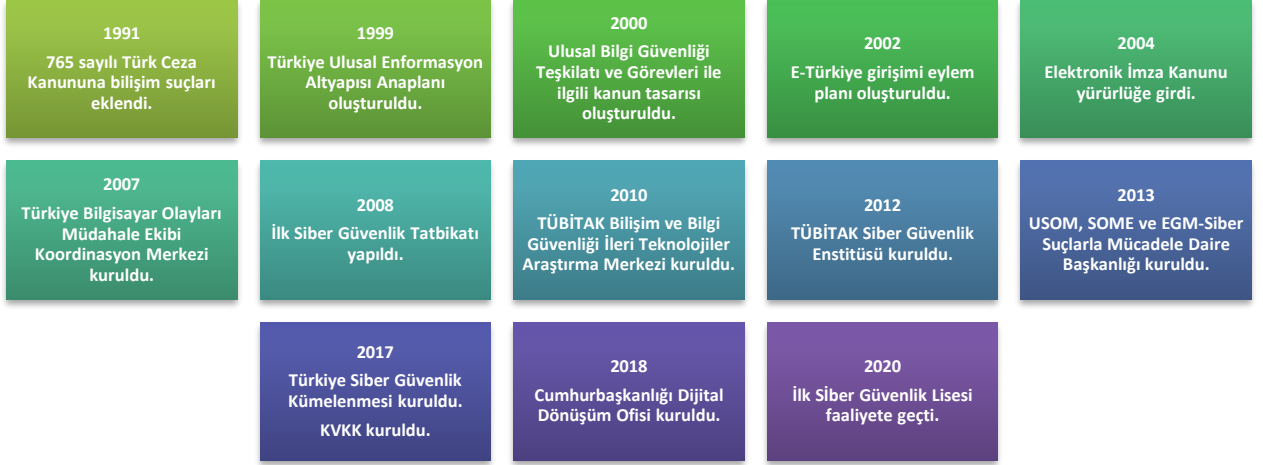 1991
765 sayılı Türk Ceza
Kanununa bilişim suçları
eklendi.
1999
Türkiye Ulusal Enformasyon
Altyapısı Anaplanı
oluşturuldu.
2000
Ulusal Bilgi Güvenliği
Teşkilatı ve Görevleri ile
ilgili kanun tasarısı
oluşturuldu.
2002
E-Türkiye girişimi eylem
planı oluşturuldu.
2004
Elektronik İmza Kanunu
yürürlüğe girdi.
2007
Türkiye Bilgisayar Olayları
Müdahale Ekibi
Koordinasyon Merkezi
kuruldu.
2008
İlk Siber Güvenlik Tatbikatı
yapıldı.
2010
TÜBİTAK Bilişim ve Bilgi
Güvenliği İleri Teknolojiler
Araştırma Merkezi kuruldu.
2012
TÜBİTAK Siber Güvenlik
Enstitüsü kuruldu.
2013
USOM, SOME ve EGM-Siber
Suçlarla Mücadele Daire
Başkanlığı kuruldu.
2017
Türkiye Siber Güvenlik
Kümelenmesi kuruldu.
KVKK kuruldu.
2018
Cumhurbaşkanlığı Dijital
Dönüşüm Ofisi kuruldu.
2020
İlk Sİber Güvenlik Lisesi
faaliyete geçti.